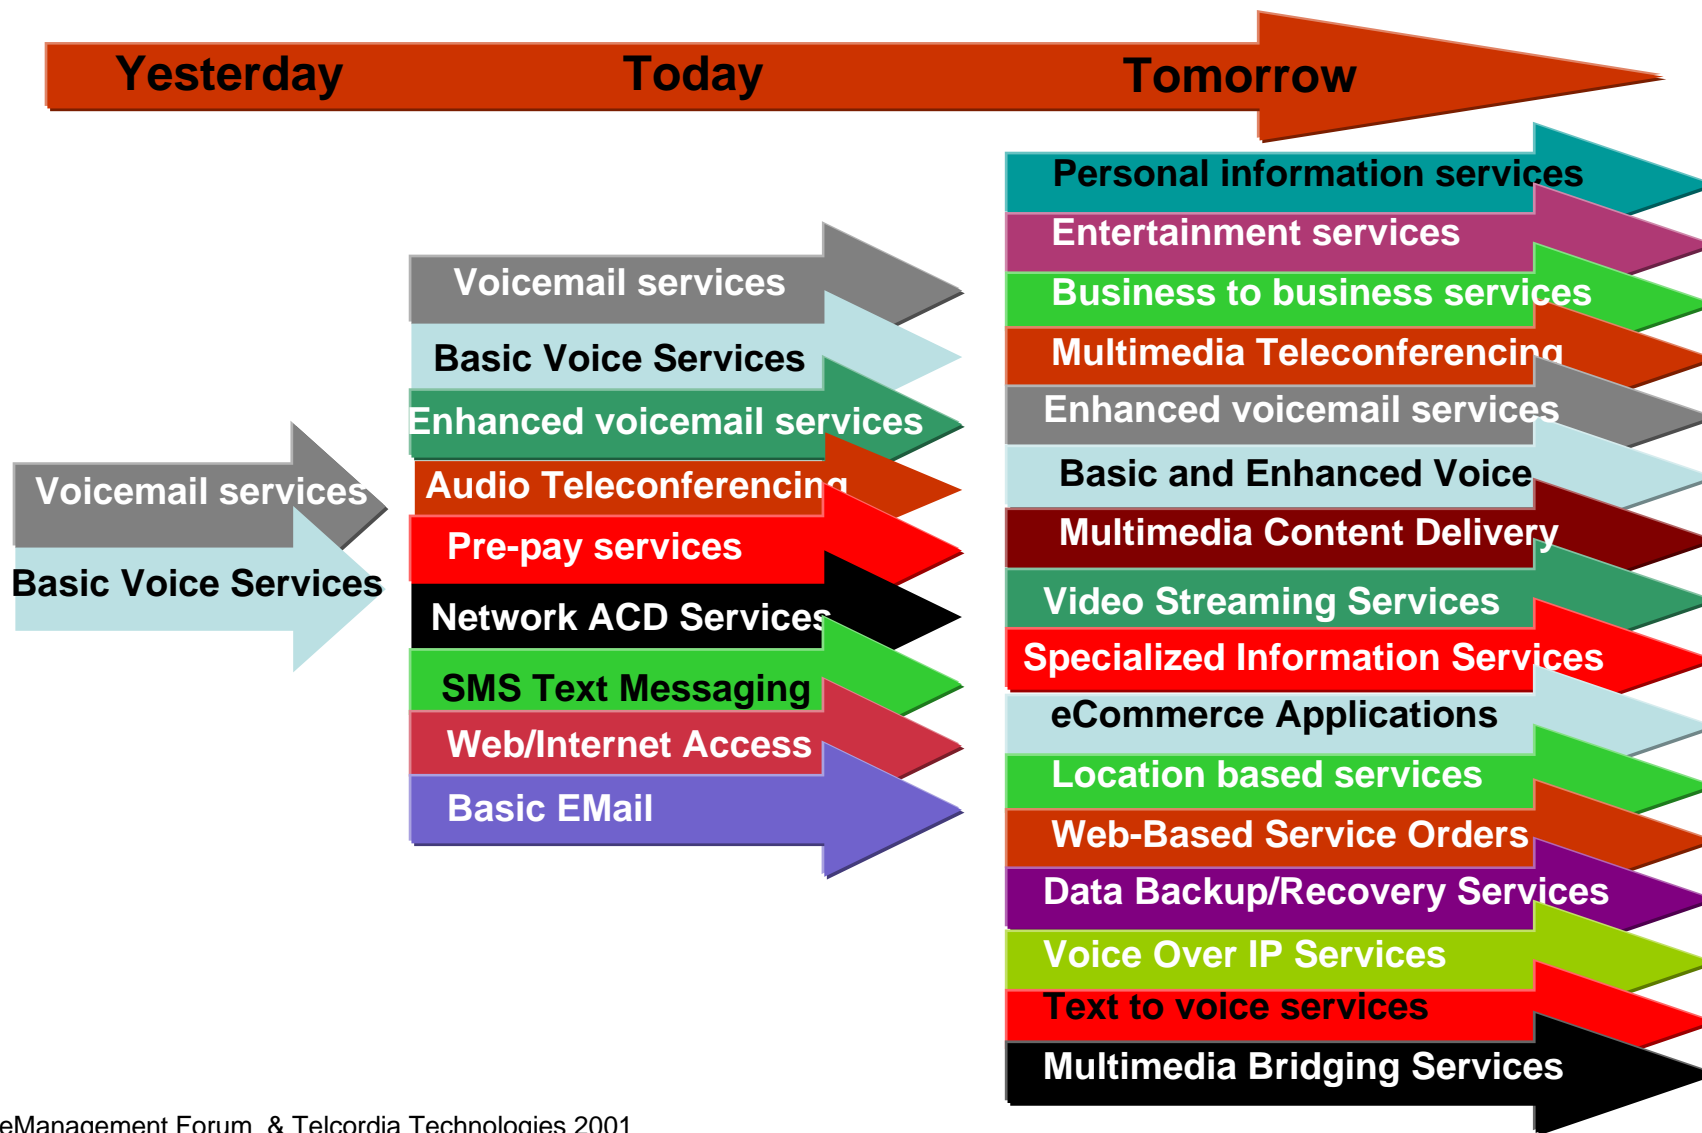 Yesterday Today Tomorrow
Voicemail services
Basic Voice Services
Voicemail services
Basic Voice Services
Enhanced voicemail services
Audio Teleconferencing
Pre-pay services
Network ACD Services
SMS Text Messaging
Web/Internet Access
Basic EMail
Personal information services
Entertainment services
Business to business services
Multimedia Teleconferencing
Enhanced voicemail services
Basic and Enhanced Voice
Multimedia Content Delivery
Video Streaming Services
Specialized Information Services
eCommerce Applications
Location based services
Web-Based Service Orders
Data Backup/Recovery Services
Voice Over IP Services
Text to voice services
Multimedia Bridging Services
eManagement Forum & Telcordia Technologies 2001